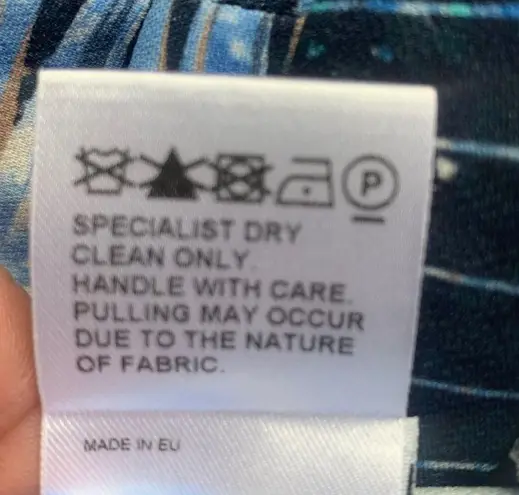 P
SPECIALIST DRY
CLEAN ONLY.
HANDLE WITH CARE.
PULLING MAY OCCUR
DUE TO THE NATURE
OF FABRIC.
MADE IN EU